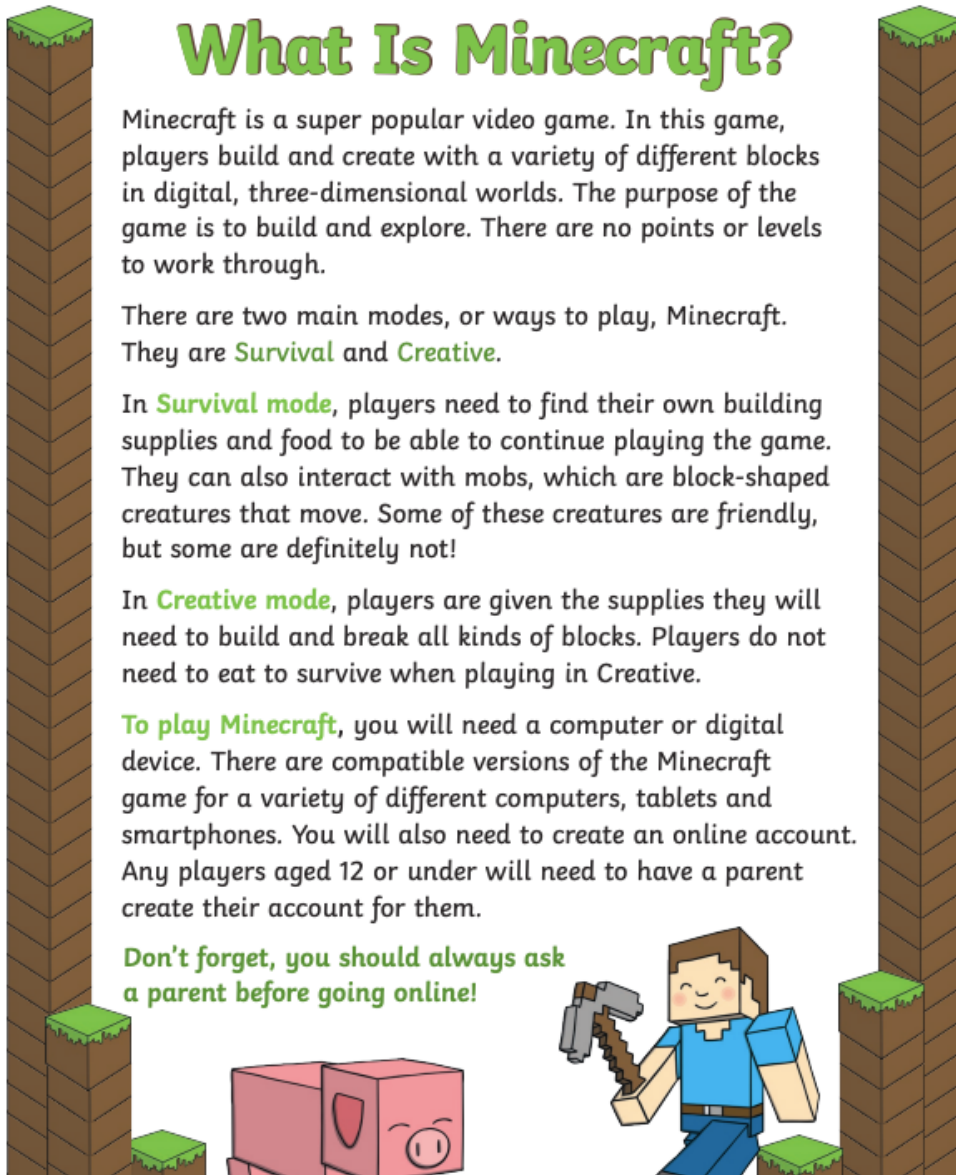 What Is Minecraft?
Minecraft is a super popular video game. In this game,
players build and create with a variety of different blocks
in digital, three-dimensional worlds. The purpose of the
game is to build and explore. There are no points or levels
to work through.
There are two main modes, or ways to play, Minecraft.
They are Survival and Creative.
In Survival mode, players need to find their own building
supplies and food to be able to continue playing the game.
They can also interact with mobs, which are block-shaped
creatures that move. Some of these creatures are friendly,
but some are definitely not!
In Creative mode, players are given the supplies they will
need to build and break all kinds of blocks. Players do not
need to eat to survive when playing in Creative.
To play Minecraft, you will need a computer or digital
device. There are compatible versions of the Minecraft
game for a variety of different computers, tablets and
smartphones. You will also need to create an online account.
Any players aged 12 or under will need to have a parent
create their account for them.
Don't forget, you should always ask
a parent before going online!